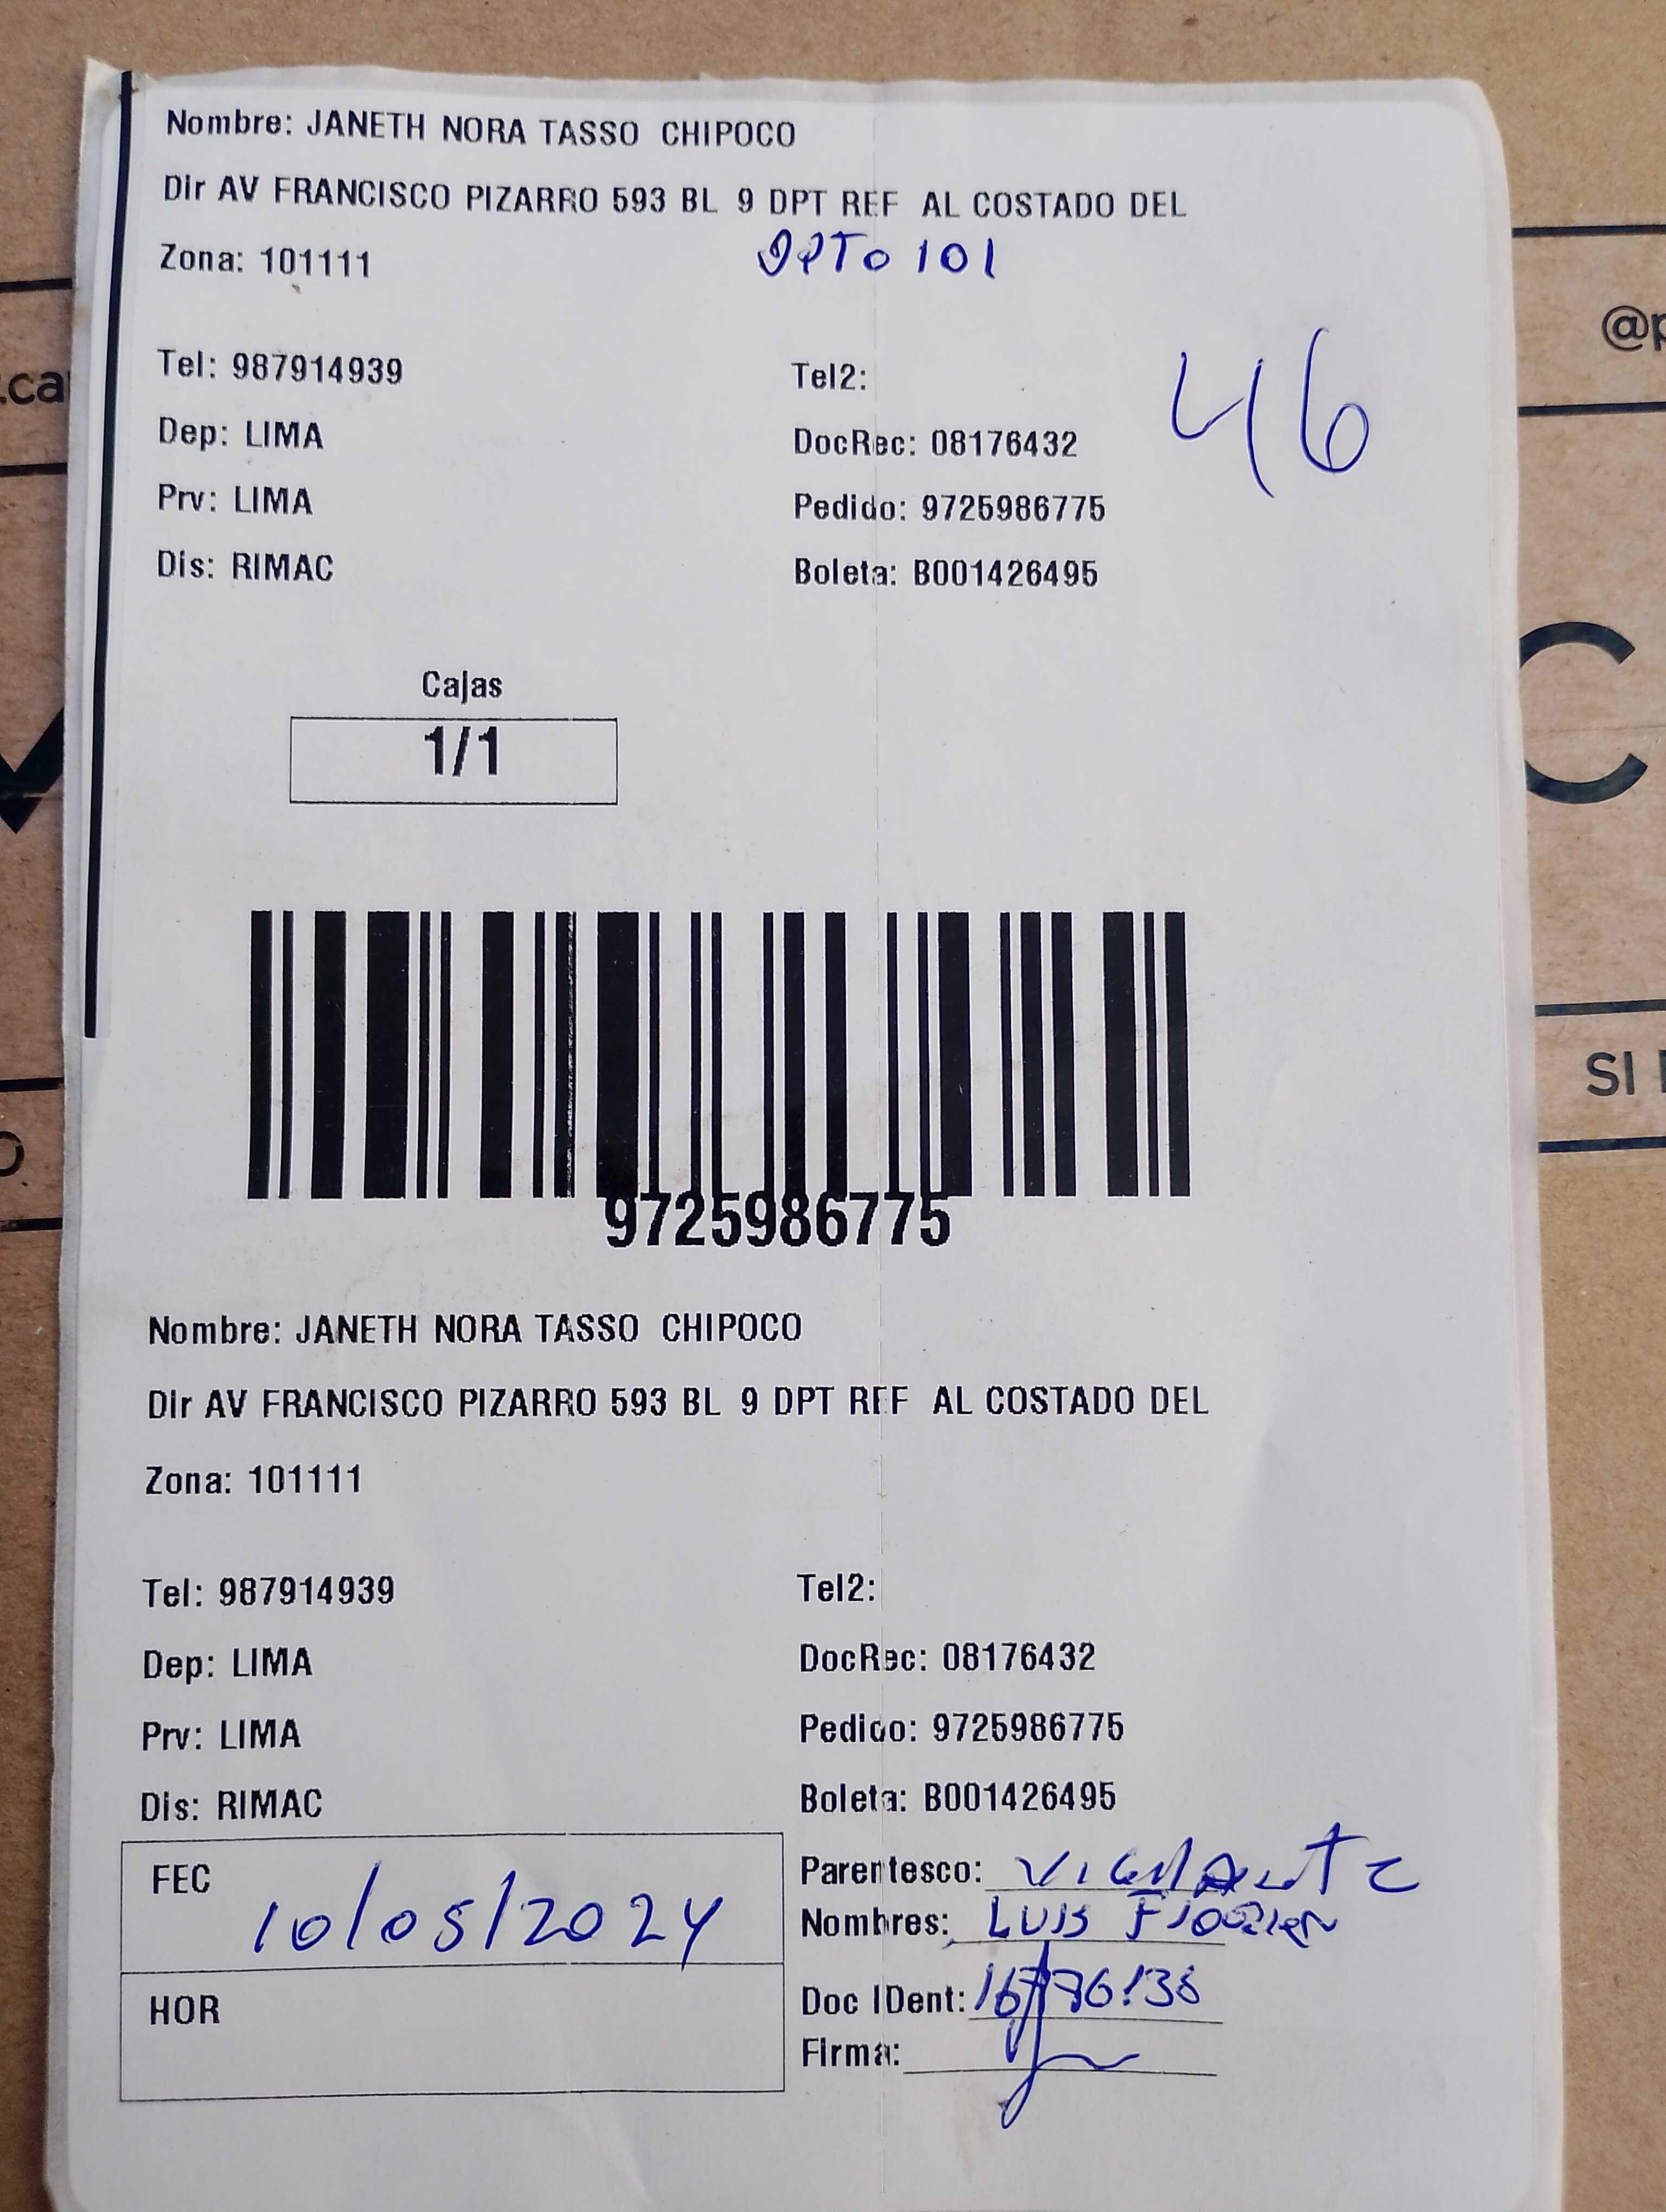 Nombre: JANETH NORA TASSO CHIPOCO
Dir AV FRANCISCO PIZARRO 593 BL 9 DPT REF AL COSTADO DEL
Zona: 101111
DPTO 101
Tel: 987914939
Tel2:
46
Dep: LIMA
DocRec: 08176432
Prv: LIMA
Pedido: 9725986775
Dis: RIMAC
Boleta: B001426495
Cajas
1/1
9725986775
Nombre: JANETH NORA TASSO CHIPOCO
Dir AV FRANCISCO PIZARRO 593 BL 9 DPT REF AL COSTADO DEL
Zona: 101111
Tel: 987914939
Tel2:
Dep: LIMA
DocRec: 08176432
Prv: LIMA
Pedido: 9725986775
Dis: RIMAC
Boleta: B001426495
FEC 10/05/2024
HOR
Parentesco: VIGILANTE
Nombres: LUIS
Doc IDent:
Firma:
@p
.ca
C
SI
O